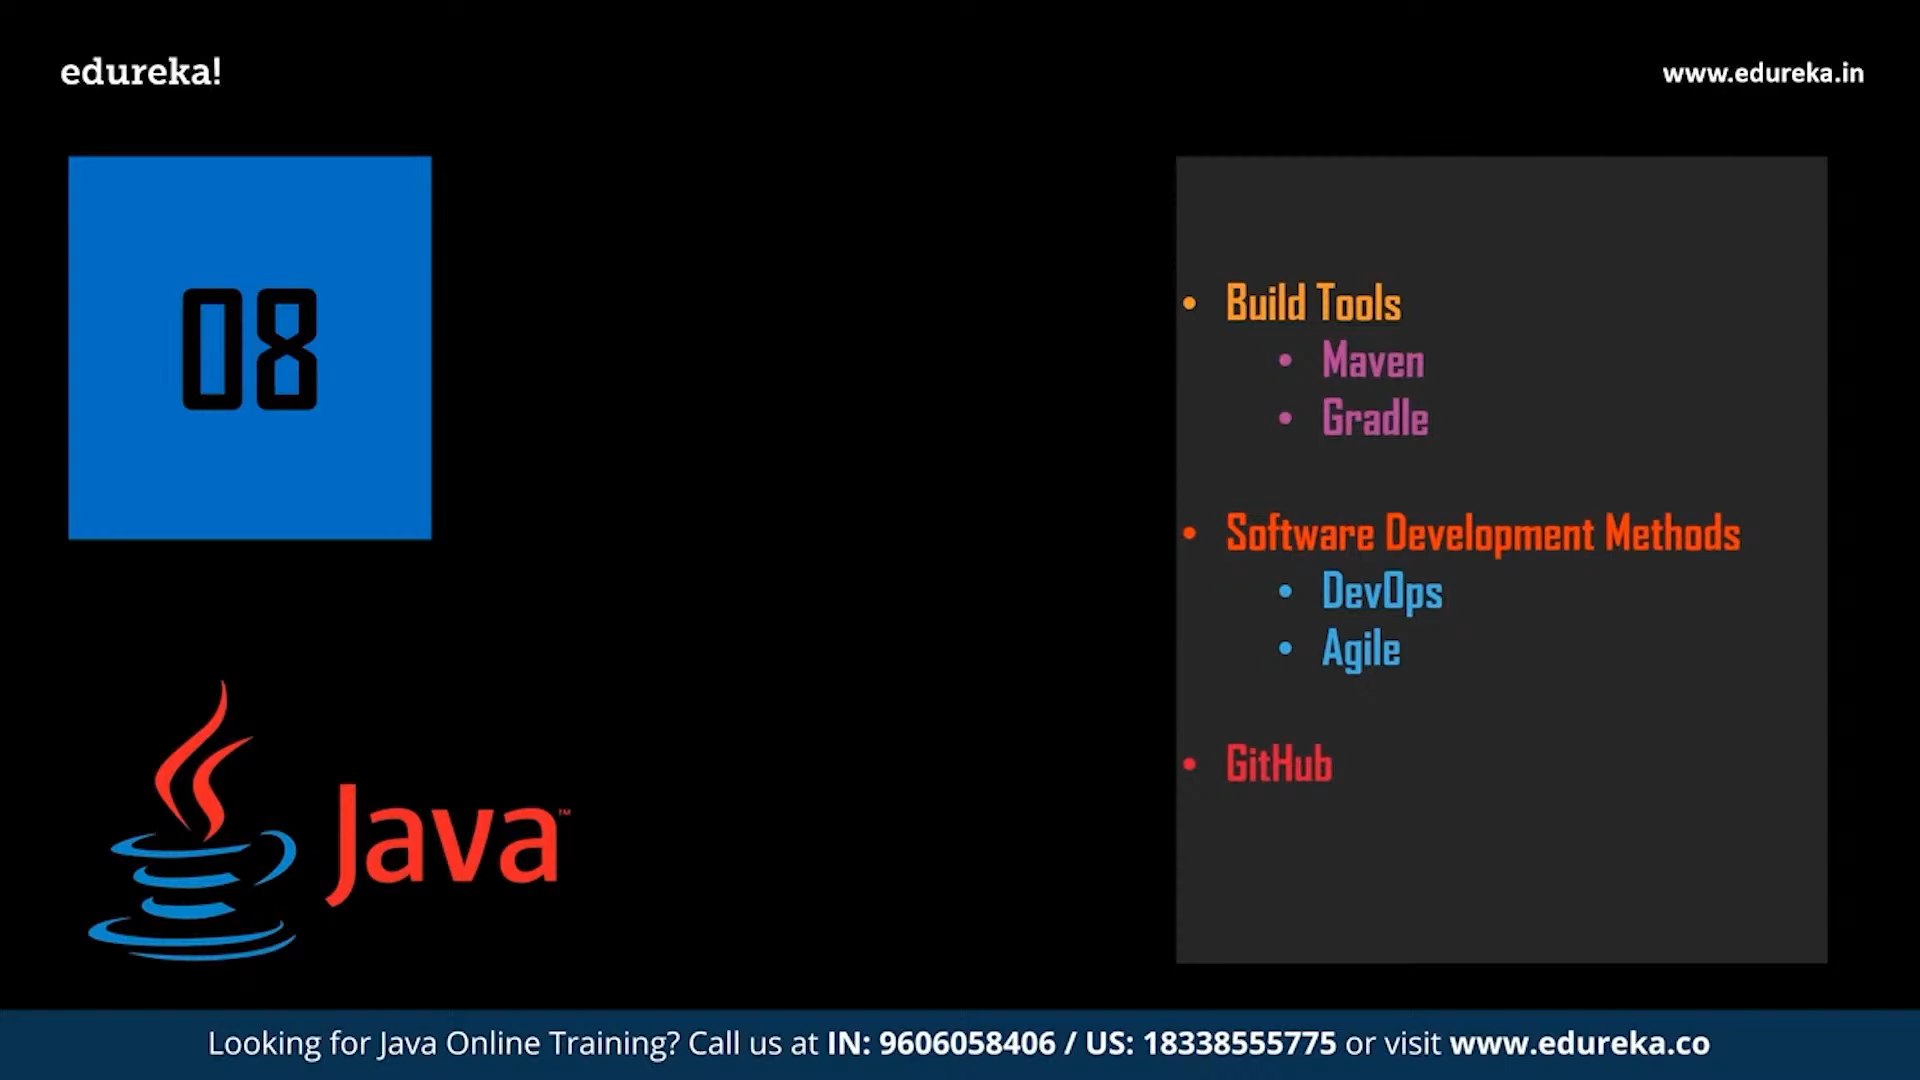 edureka!
www.edureka.in
08
• Build Tools
• Maven
• Gradle
• Software Development Methods
• DevOps
• Agile
• GitHub
Java™
Looking for Java Online Training? Call us at IN: 9606058406 / US: 18338555775 or visit www.edureka.co